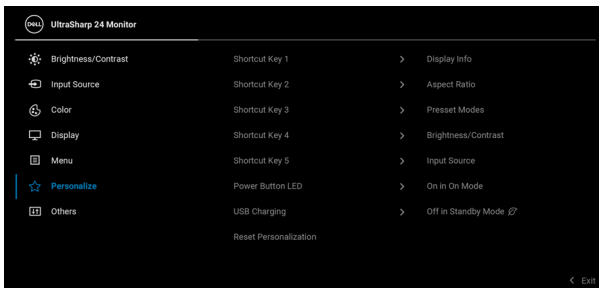 DELL UltraSharp 24 Monitor
Brightness/Contrast Shortcut Key 1 > Display Info
Input Source Shortcut Key 2 > Aspect Ratio
Color Shortcut Key 3 > Presset Modes
Display Shortcut Key 4 > Brightness/Contrast
Menu Shortcut Key 5 > Input Source
Personalize Power Button LED > On in On Mode
Others USB Charging > Off in Standby Mode
Reset Personalization
< Exit